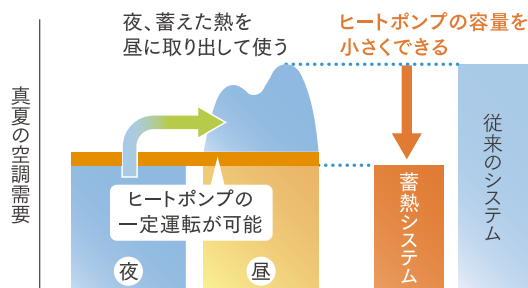 夜、蓄えた熱を
昼に取り出して使う
ヒートポンプの容量を
小さくできる
真夏の空調需要
ヒートポンプの
一定運転が可能
夜
昼
蓄熱システム
従来のシステム